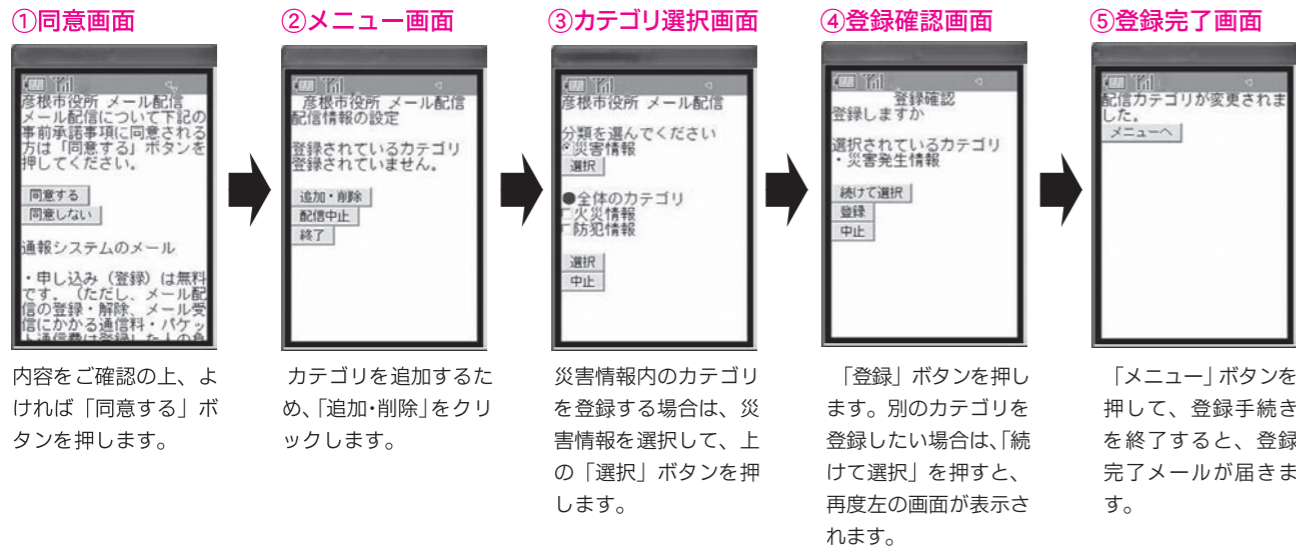 ①同意画面
彦根市役所 メール配信
メール配信について下記の
事前承諾事項に同意される
方は「同意する」ボタンを
押してください。
同意する
同意しない
通報システムのメール
・申し込み（登録）は無料
です。（ただし、メール配
信の登録・解除、メール受
信にかかる通信料・パケッ
ト通信費は登録した人の負
内容をご確認の上、よ
ければ「同意する」ボ
タンを押します。
②メニュー画面
彦根市役所 メール配信
配信情報の設定
登録されているカテゴリ
登録されていません。
追加・削除
配信中止
終了
カテゴリを追加するた
め、「追加・削除」をクリ
ックします。
③カテゴリ選択画面
彦根市役所 メール配信
分類を選んでください
災害情報
選択
●全体のカテゴリ
□火災情報
□防犯情報
選択
中止
災害情報内のカテゴリ
を登録する場合は、災
害情報を選択して、上
の「選択」ボタンを押
します。
④登録確認画面
登録確認
登録しますか
選択されているカテゴリ
・災害発生情報
続けて選択
登録
中止
「登録」ボタンを押し
ます。別のカテゴリを
登録したい場合は、「続
けて選択」を押すと、
再度左の画面が表示さ
れます。
⑤登録完了画面
配信カテゴリが変更されま
した。
メニューへ
「メニュー」ボタンを
押して、登録手続き
を終了すると、登録
完了メールが届きま
す。